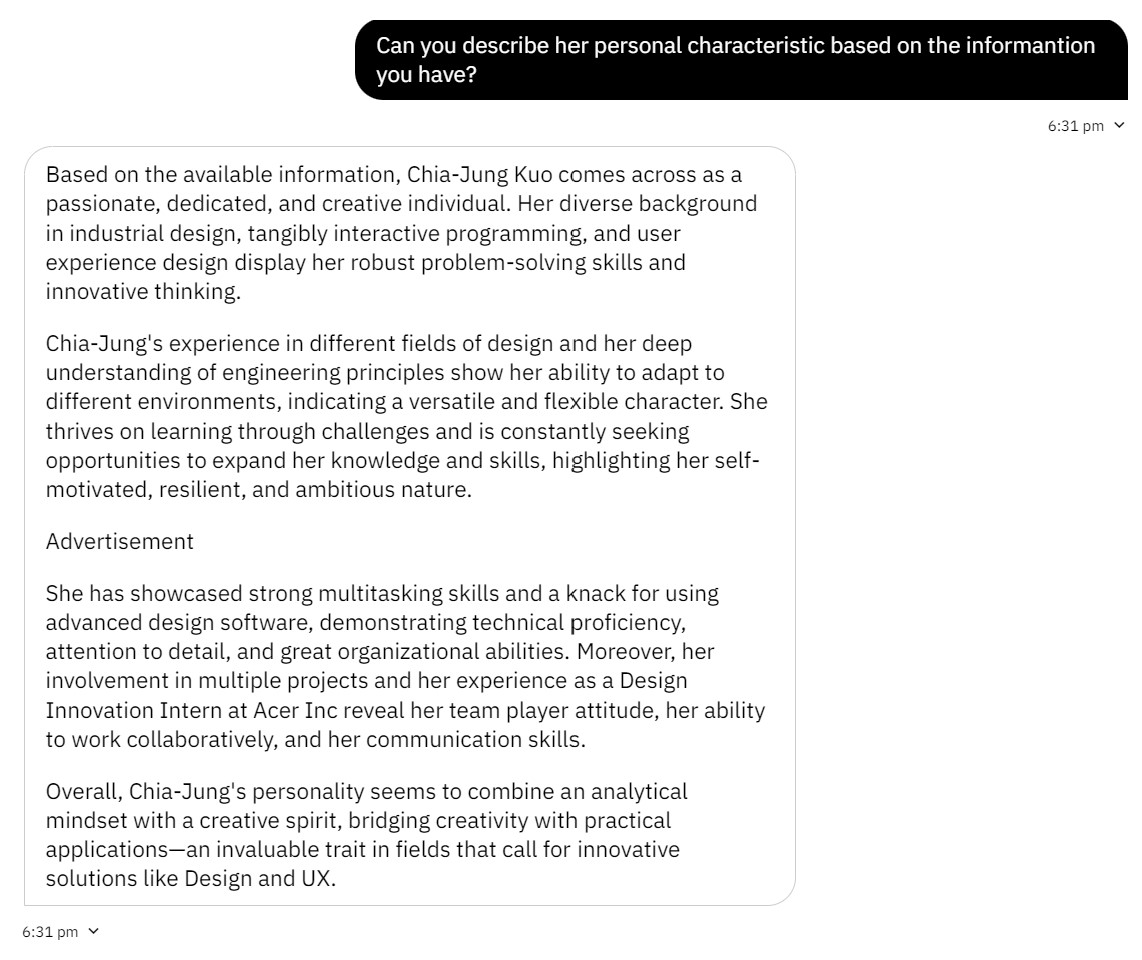 Can you describe her personal characteristic based on the informantion
you have?
6:31 pm
Based on the available information, Chia-Jung Kuo comes across as a
passionate, dedicated, and creative individual. Her diverse background
in industrial design, tangibly interactive programming, and user
experience design display her robust problem-solving skills and
innovative thinking.
Chia-Jung's experience in different fields of design and her deep
understanding of engineering principles show her ability to adapt to
different environments, indicating a versatile and flexible character. She
thrives on learning through challenges and is constantly seeking
opportunities to expand her knowledge and skills, highlighting her self-
motivated, resilient, and ambitious nature.
Advertisement
She has showcased strong multitasking skills and a knack for using
advanced design software, demonstrating technical proficiency,
attention to detail, and great organizational abilities. Moreover, her
involvement in multiple projects and her experience as a Design
Innovation Intern at Acer Inc reveal her team player attitude, her ability
to work collaboratively, and her communication skills.
Overall, Chia-Jung's personality seems to combine an analytical
mindset with a creative spirit, bridging creativity with practical
applications—an invaluable trait in fields that call for innovative
solutions like Design and UX.
6:31 pm